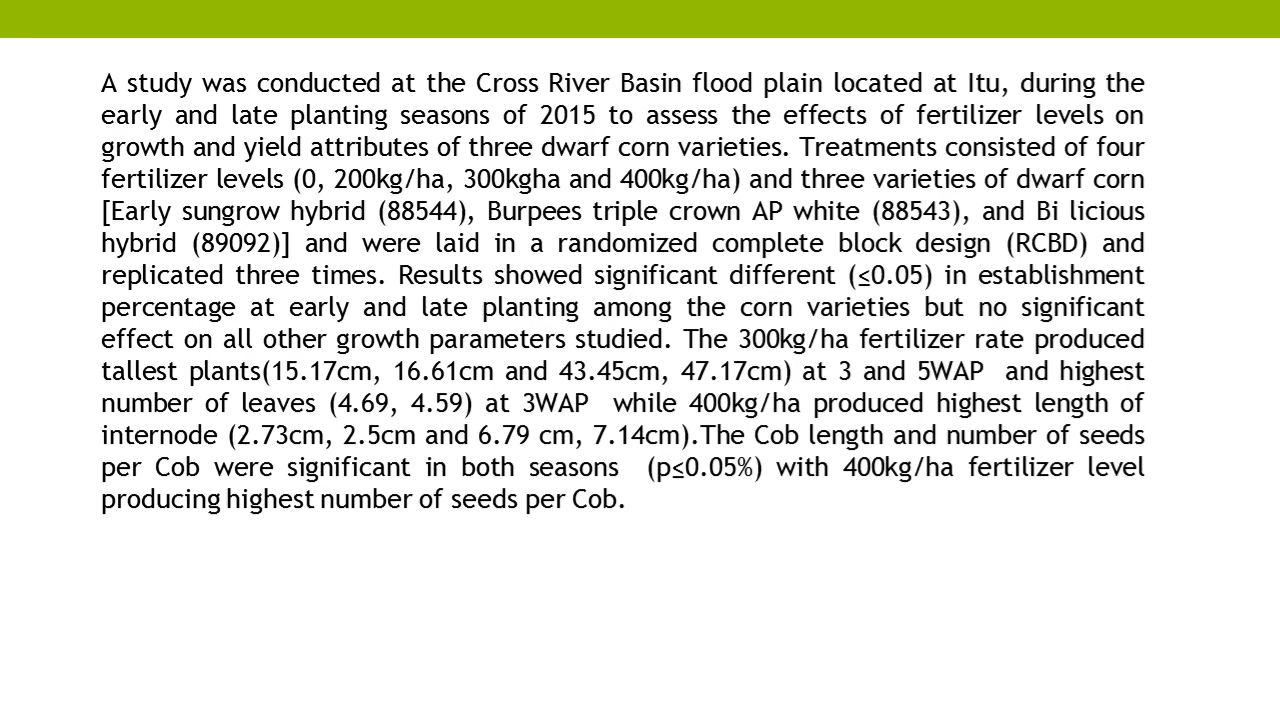 A study was conducted at the Cross River Basin flood plain located at Itu, during the
early and late planting seasons of 2015 to assess the effects of fertilizer levels on
growth and yield attributes of three dwarf corn varieties. Treatments consisted of four
fertilizer levels (0, 200kg/ha, 300kgha and 400kg/ha) and three varieties of dwarf corn
[Early sungrow hybrid (88544), Burpees triple crown AP white (88543), and Bi licious
hybrid (89092)] and were laid in a randomized complete block design (RCBD) and
replicated three times. Results showed significant different (≤0.05) in establishment
percentage at early and late planting among the corn varieties but no significant
effect on all other growth parameters studied. The 300kg/ha fertilizer rate produced
tallest plants(15.17cm, 16.61cm and 43.45cm, 47.17cm) at 3 and 5WAP  and highest
number of leaves (4.69, 4.59) at 3WAP  while 400kg/ha produced highest length of
internode (2.73cm, 2.5cm and 6.79 cm, 7.14cm).The Cob length and number of seeds
per Cob were significant in both seasons  (p≤0.05%) with 400kg/ha fertilizer level
producing highest number of seeds per Cob.